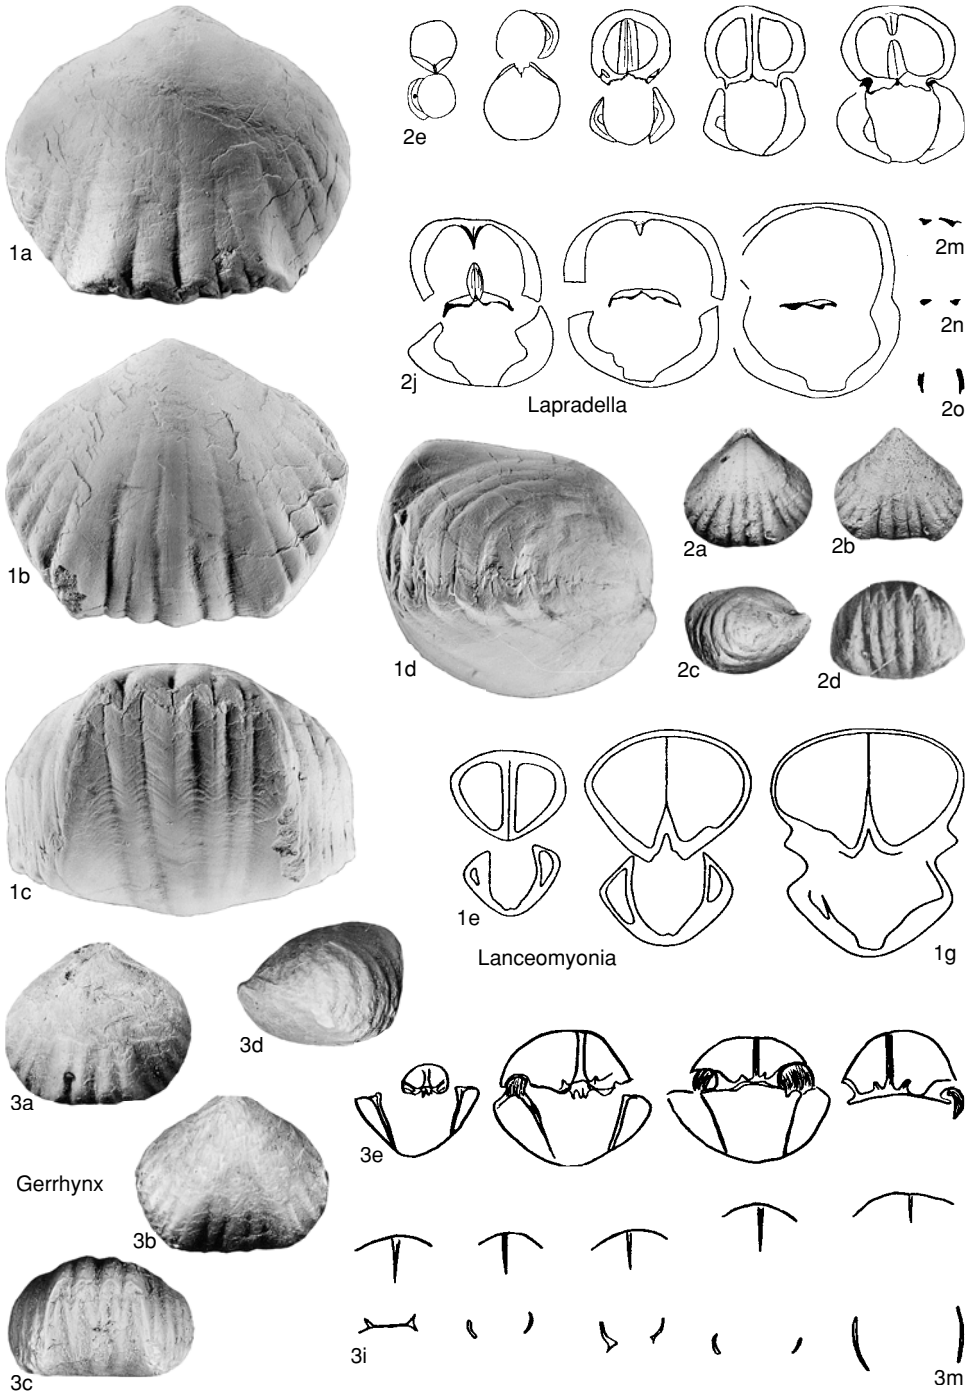 1a
2e
2m
2n
2j
2o
Lapradella
1b
2a
2b
1d
2c
2d
1c
1e
1g
Lanceomyonia
3a
3d
3e
Gerrhynx
3b
3i
3c
3m